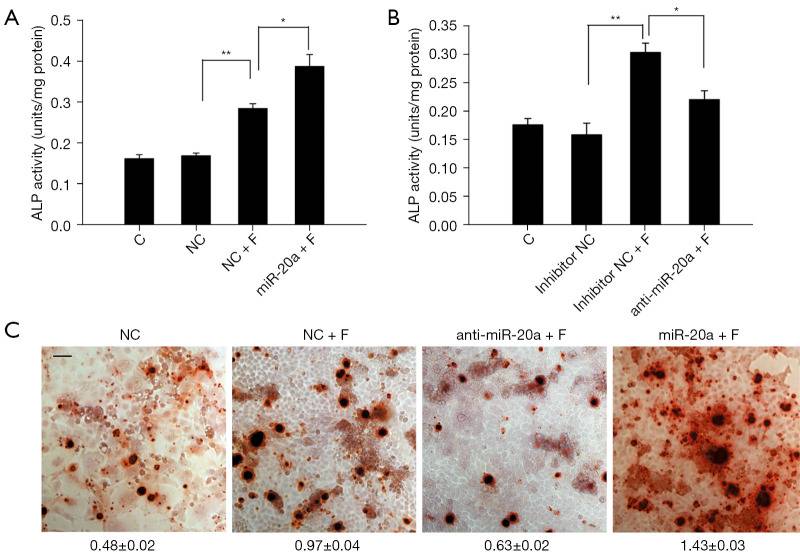 A
ALP activity (units/mg protein)
0.5
0.4
0.3
0.2
0.1
0.0
**
*
C
NC
NC + F
miR-20a + F
B
ALP activity (units/mg protein)
0.35
0.30
0.25
0.20
0.15
0.10
0.05
0.00
**
*
C
Inhibitor NC
Inhibitor NC + F
anti-miR-20a + F
C
NC
NC + F
anti-miR-20a + F
miR-20a + F
0.48±0.02
0.97±0.04
0.63±0.02
1.43±0.03